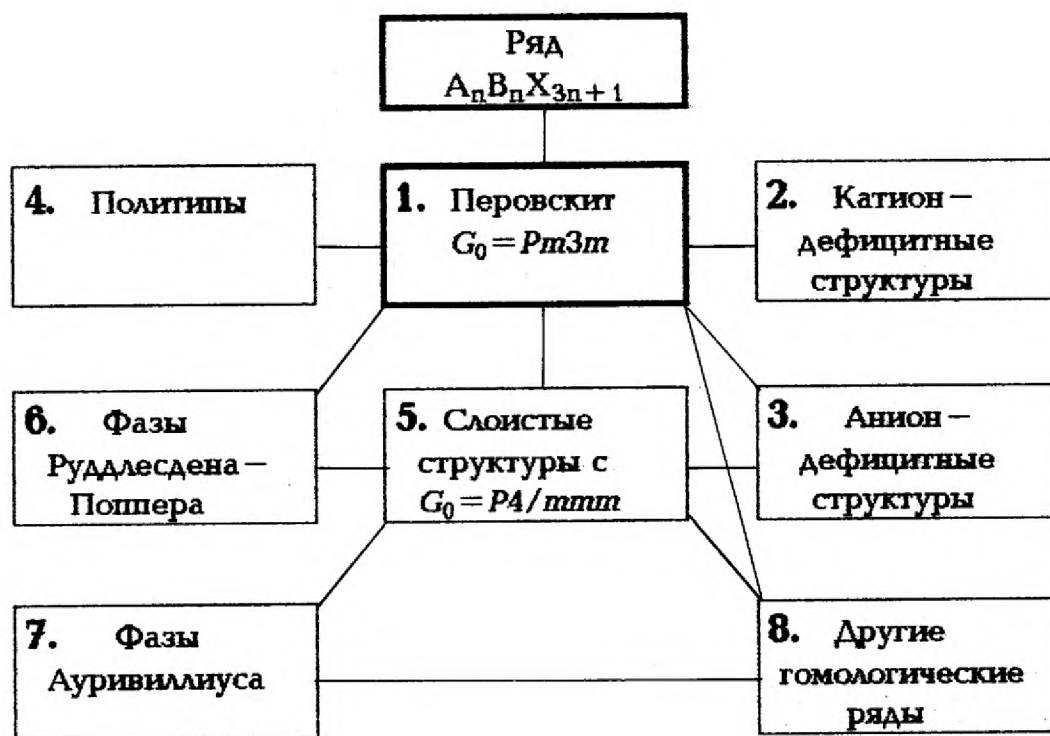 Ряд
AₙBₙX₃ₙ₊₁
4. Политипы
1. Перовскит
G₀=Pm3m
2. Катион–
дефицитные
структуры
6. Фазы
Руддлесдена–
Поппера
5. Слоистые
структуры с
G₀=P4/mmm
3. Анион–
дефицитные
структуры
7. Фазы
Ауривиллиуса
8. Другие
гомологические
ряды